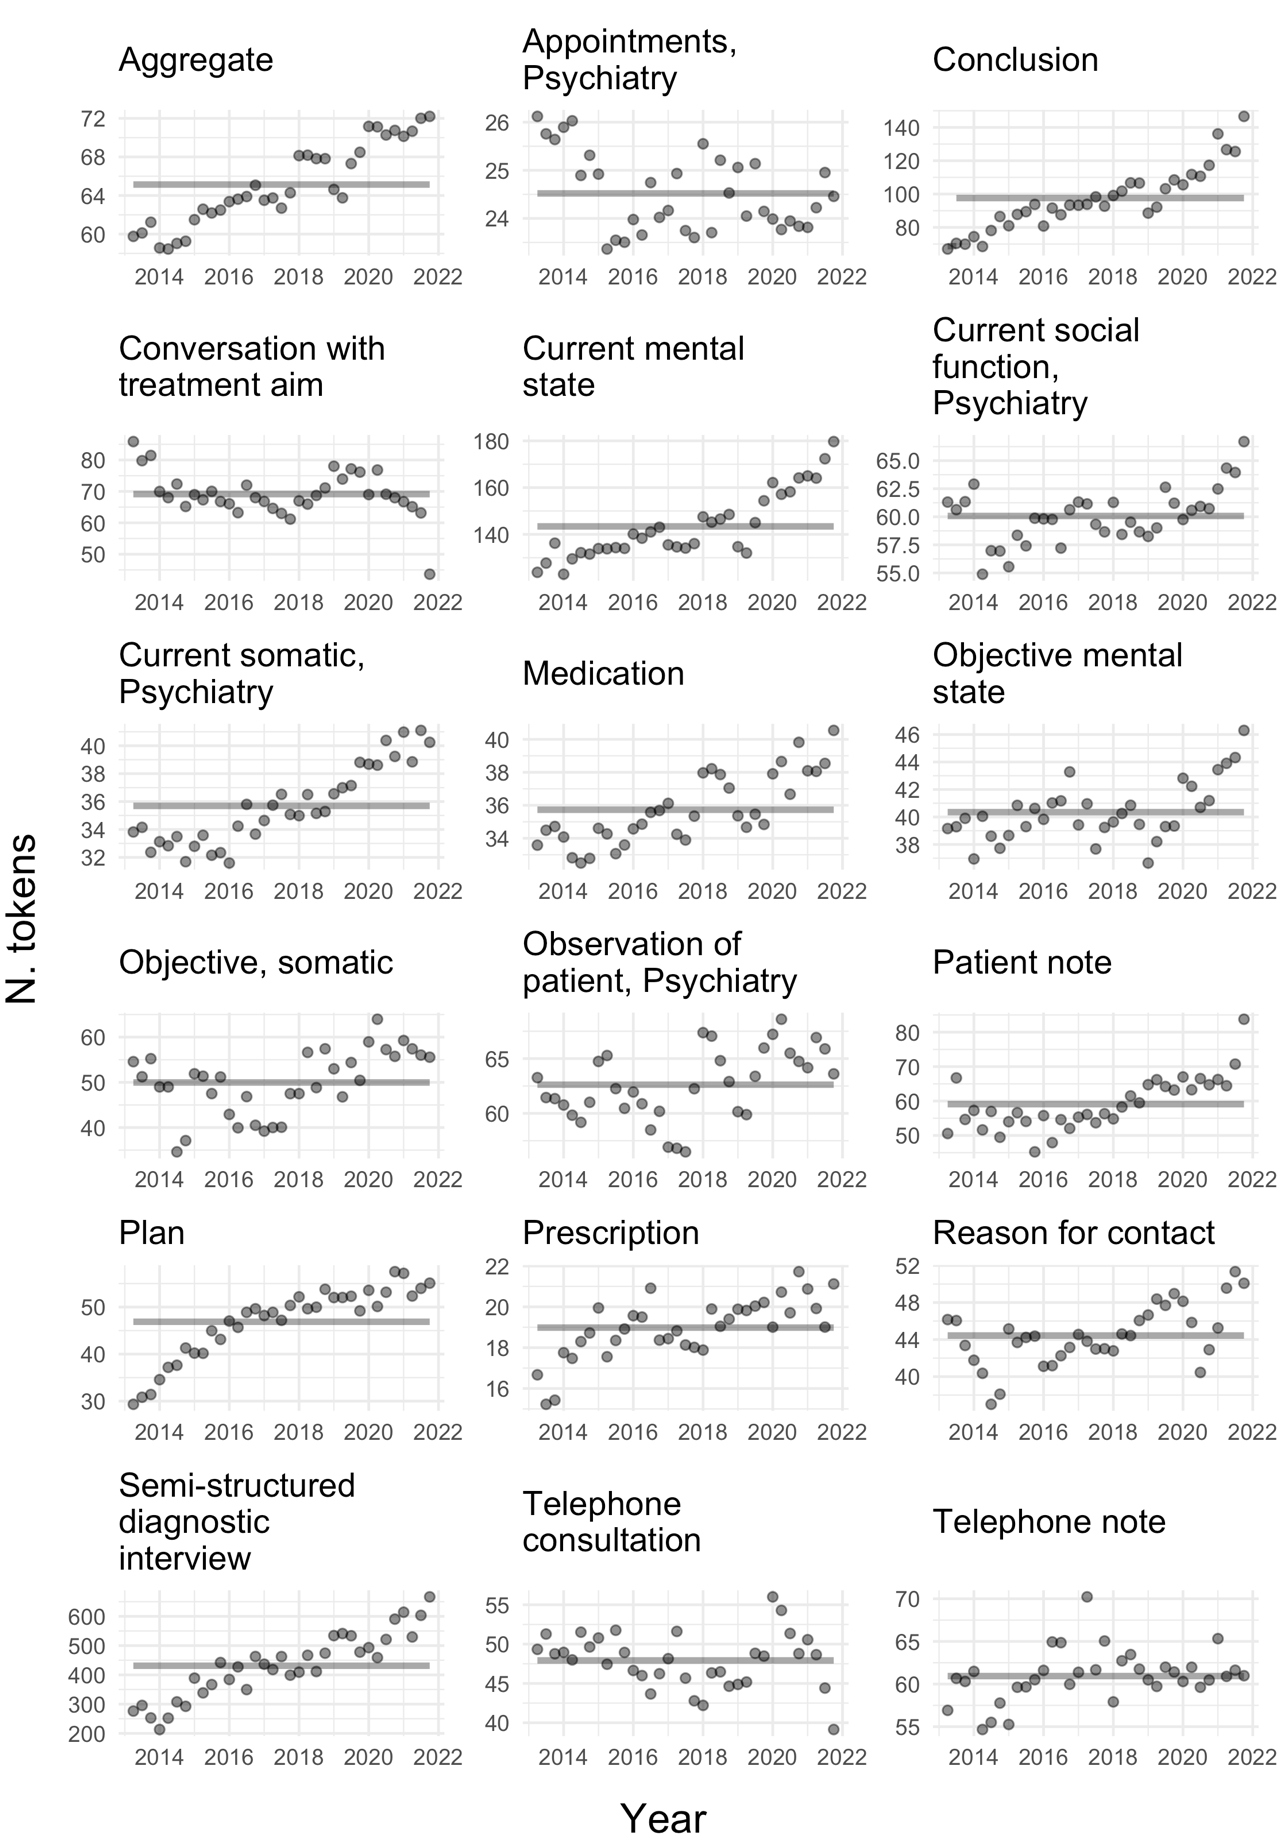 Aggregate
Appointments,
Psychiatry
Conclusion
72
68
64
60
2014 2016 2018 2020 2022
26
25
24
2014 2016 2018 2020 2022
140
120
100
80
2014 2016 2018 2020 2022
Conversation with
treatment aim
Current mental
state
Current social
function,
Psychiatry
80
70
60
50
2014 2016 2018 2020 2022
180
160
140
2014 2016 2018 2020 2022
65.0
62.5
60.0
57.5
55.0
2014 2016 2018 2020 2022
Current somatic,
Psychiatry
Medication
Objective mental
state
40
38
36
34
32
2014 2016 2018 2020 2022
40
38
36
34
2014 2016 2018 2020 2022
46
44
42
40
38
2014 2016 2018 2020 2022
N. tokens
Objective, somatic
Observation of
patient, Psychiatry
Patient note
60
50
40
2014 2016 2018 2020 2022
65
60
2014 2016 2018 2020 2022
80
70
60
50
2014 2016 2018 2020 2022
Plan
Prescription
Reason for contact
50
40
30
2014 2016 2018 2020 2022
22
20
18
16
2014 2016 2018 2020 2022
52
48
44
40
2014 2016 2018 2020 2022
Semi-structured
diagnostic
interview
Telephone
consultation
Telephone note
600
500
400
300
200
2014 2016 2018 2020 2022
55
50
45
40
2014 2016 2018 2020 2022
70
65
60
55
2014 2016 2018 2020 2022
Year